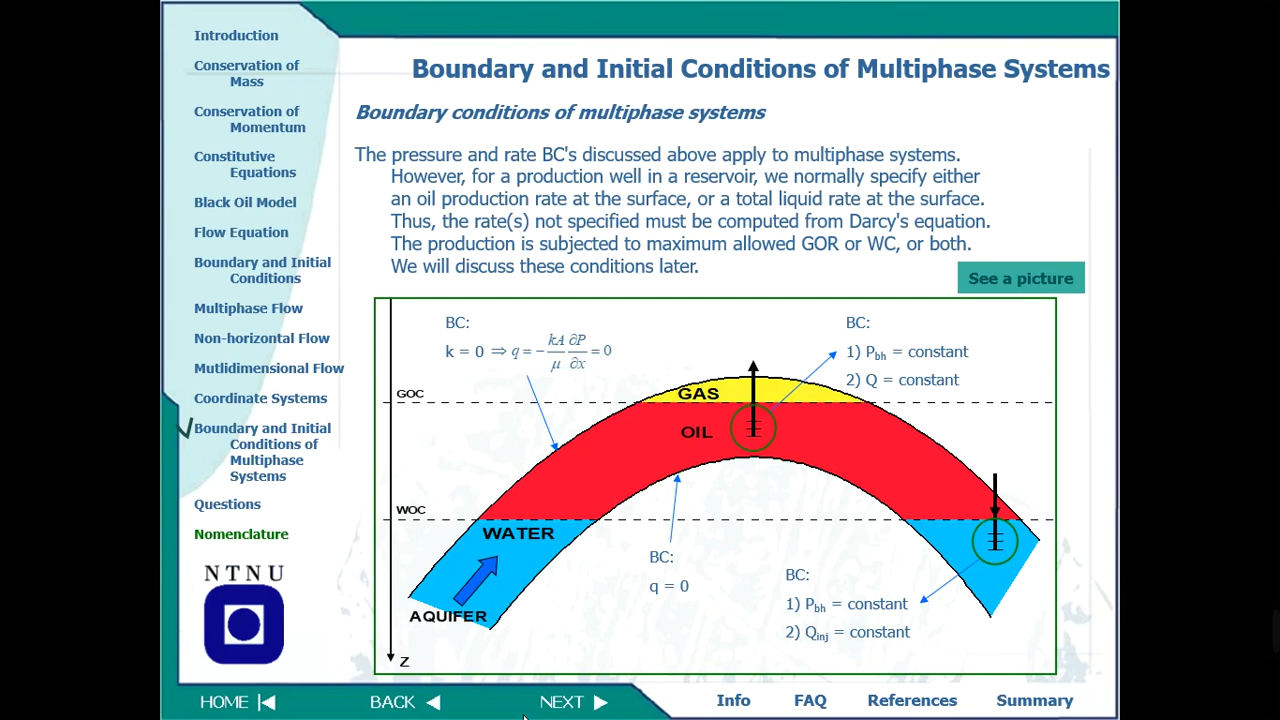 Introduction
Conservation of
Mass
Conservation of
Momentum
Constitutive
Equations
Black Oil Model
Flow Equation
Boundary and Initial
Conditions
Multiphase Flow
Non-horizontal Flow
Mutlidimensional Flow
Coordinate Systems
Boundary and Initial
Conditions of
Multiphase
Systems
Questions
Nomenclature
NTNU
Boundary and Initial Conditions of Multiphase Systems
Boundary conditions of multiphase systems
The pressure and rate BC's discussed above apply to multiphase systems.
However, for a production well in a reservoir, we normally specify either
an oil production rate at the surface, or a total liquid rate at the surface.
Thus, the rate(s) not specified must be computed from Darcy's equation.
The production is subjected to maximum allowed GOR or WC, or both.
We will discuss these conditions later.
See a picture
BC:
k = 0 ⇒ q = − kA/μ ∂P/∂x = 0
BC:
1) Pbh = constant
2) Q = constant
GOC
GAS
OIL
WOC
WATER
BC:
q = 0
AQUIFER
BC:
1) Pbh = constant
2) Qinj = constant
Z
HOME
BACK
NEXT
Info
FAQ
References
Summary